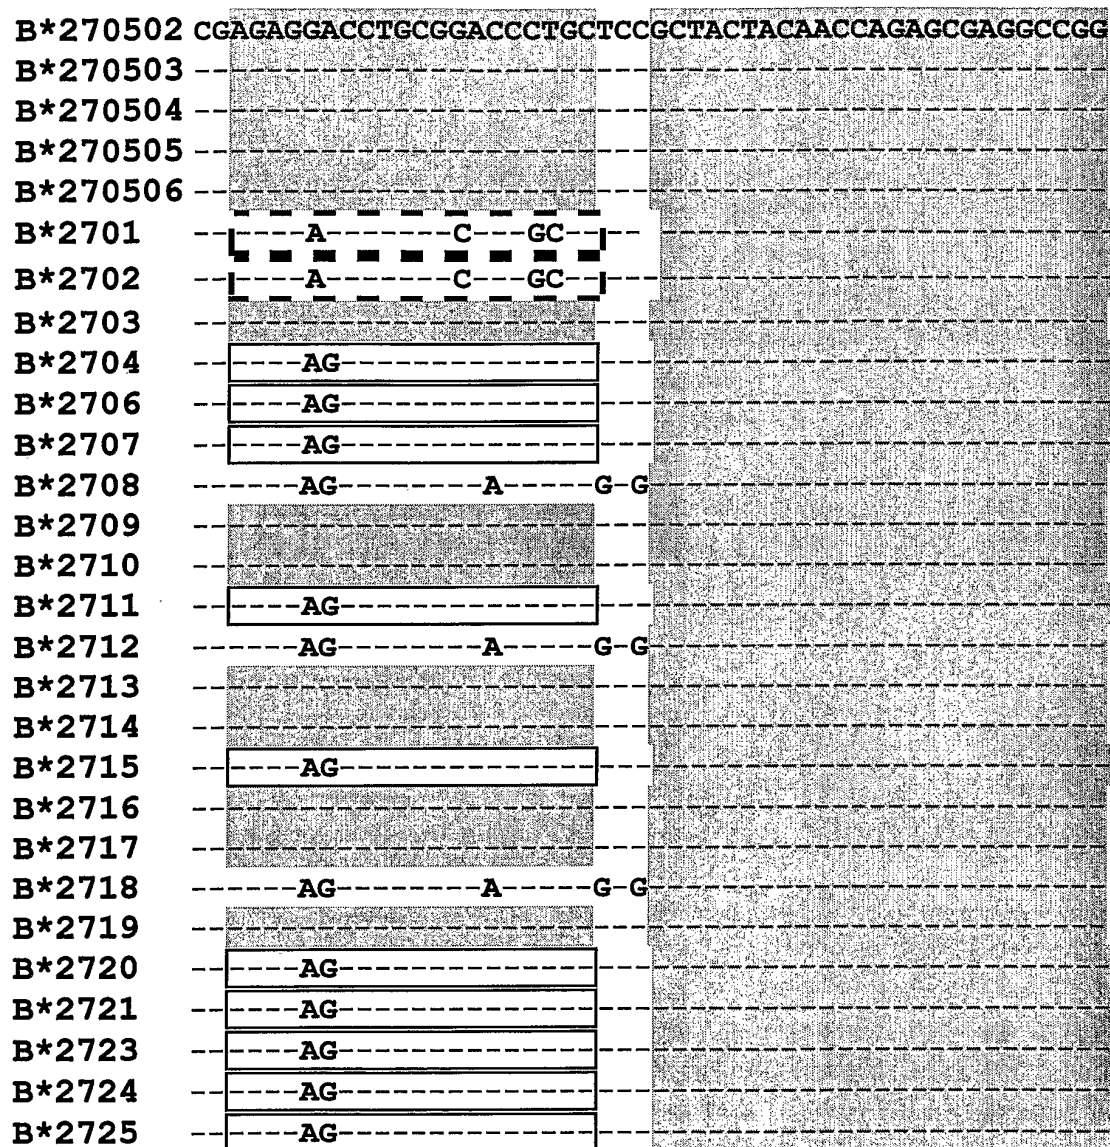 B*270502 CGAGAGGACCTGCGGACCCTGCTCCGCTACTACAACCAGAGCGAGGCCGG
B*270503 --------------------------------------------------
B*270504 --------------------------------------------------
B*270505 --------------------------------------------------
B*270506 --------------------------------------------------
B*2701 ------A-------C---GC------------------------------
B*2702 ------A-------C---GC------------------------------
B*2703 --------------------------------------------------
B*2704 ------AG------------------------------------------
B*2706 ------AG------------------------------------------
B*2707 ------AG------------------------------------------
B*2708 ------AG--------A-----G-G-------------------------
B*2709 --------------------------------------------------
B*2710 --------------------------------------------------
B*2711 ------AG------------------------------------------
B*2712 ------AG--------A-----G-G-------------------------
B*2713 --------------------------------------------------
B*2714 --------------------------------------------------
B*2715 ------AG------------------------------------------
B*2716 --------------------------------------------------
B*2717 --------------------------------------------------
B*2718 ------AG--------A-----G-G-------------------------
B*2719 --------------------------------------------------
B*2720 ------AG------------------------------------------
B*2721 ------AG------------------------------------------
B*2723 ------AG------------------------------------------
B*2724 ------AG------------------------------------------
B*2725 ------AG------------------------------------------